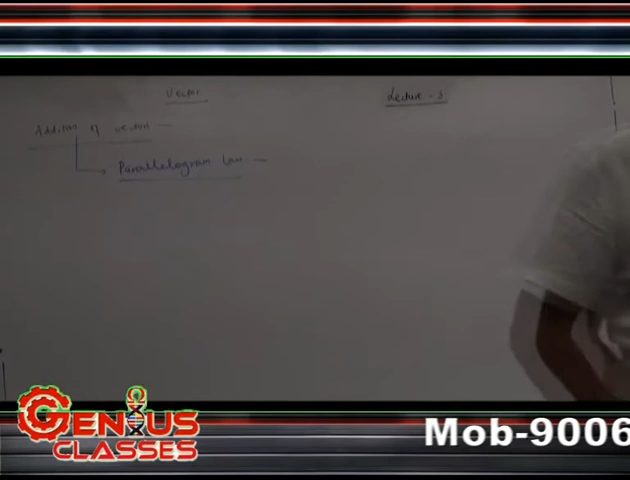 Vector
Lecture - 3
Addition of vectors —
Parallelogram Law —
GENIUS
CLASSES
Mob-9006